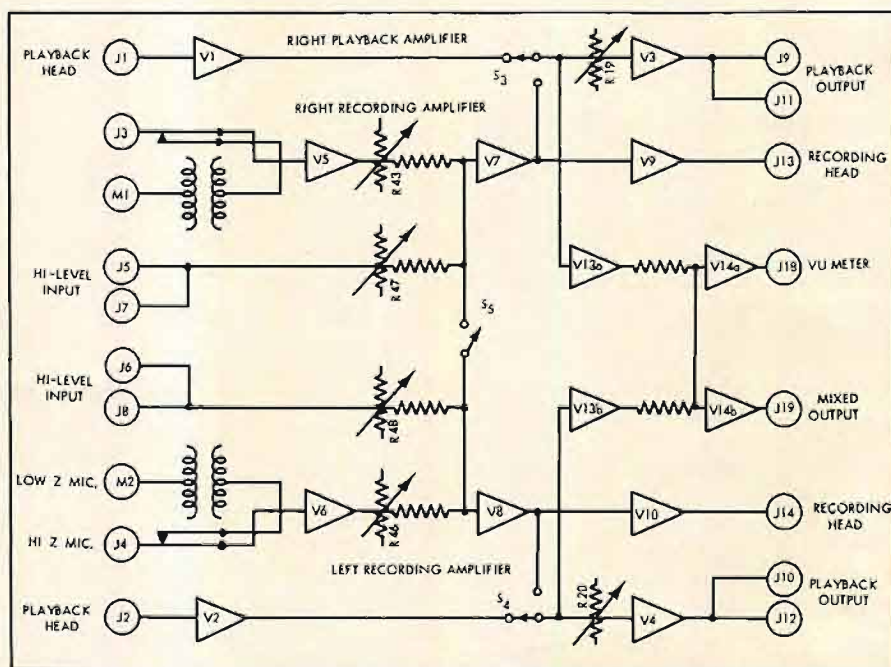 PLAYBACK HEAD
J1
V1
RIGHT PLAYBACK AMPLIFIER
S3
R19
V3
J9
PLAYBACK OUTPUT
J11
J3
RIGHT RECORDING AMPLIFIER
V5
R43
V7
V9
J13
RECORDING HEAD
M1
HI-LEVEL INPUT
J5
J7
R47
S5
V13a
V14a
J18
VU METER
HI-LEVEL INPUT
J6
J8
R48
V13b
V14b
J19
MIXED OUTPUT
LOW Z MIC,
M2
HI Z MIC,
J4
V6
R46
V8
V10
J14
RECORDING HEAD
LEFT RECORDING AMPLIFIER
PLAYBACK HEAD
J2
V2
S4
R20
V4
J10
PLAYBACK OUTPUT
J12